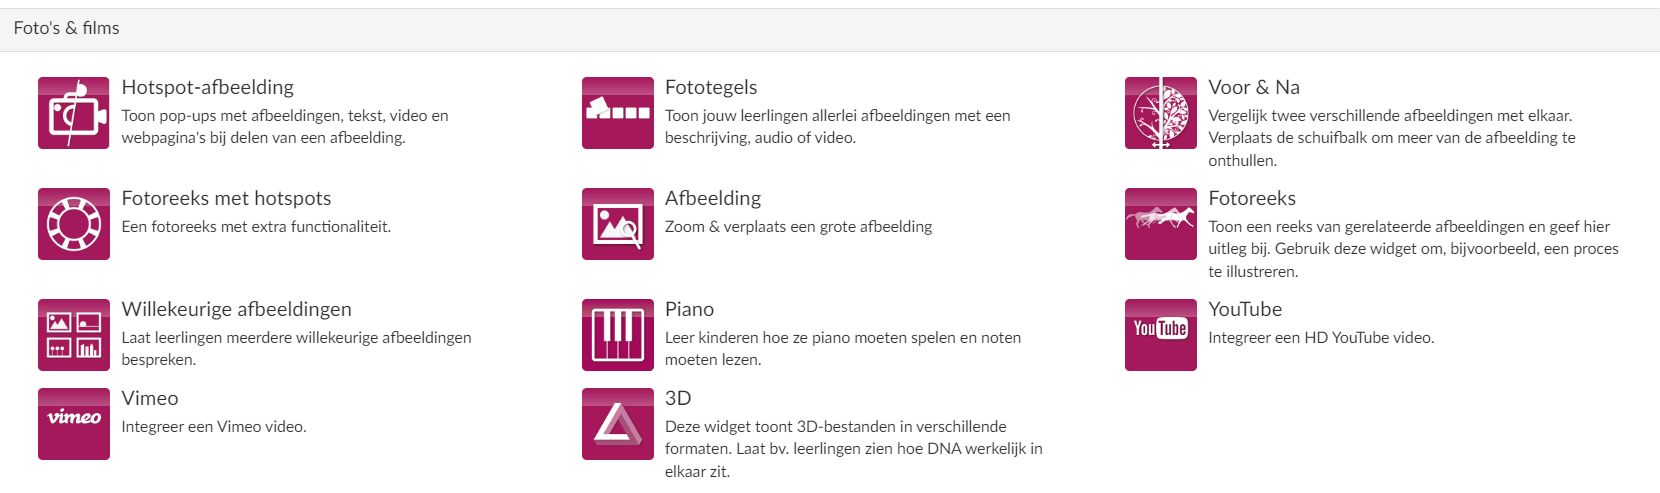 Foto's & films
Hotspot-afbeelding
Toon pop-ups met afbeeldingen, tekst, video en
webpagina's bij delen van een afbeelding.
Fototegels
Toon jouw leerlingen allerlei afbeeldingen met een
beschrijving, audio of video.
Voor & Na
Vergelijk twee verschillende afbeeldingen met elkaar.
Verplaats de schuifbalk om meer van de afbeelding te
onthullen.
Fotoreeks met hotspots
Een fotoreeks met extra functionaliteit.
Afbeelding
Zoom & verplaats een grote afbeelding
Fotoreeks
Toon een reeks van gerelateerde afbeeldingen en geef hier
uitleg bij. Gebruik deze widget om, bijvoorbeeld, een proces
te illustreren.
Willekeurige afbeeldingen
Laat leerlingen meerdere willekeurige afbeeldingen
bespreken.
Piano
Leer kinderen hoe ze piano moeten spelen en noten
moeten lezen.
YouTube
YouTube
Integreer een HD YouTube video.
vimeo
Vimeo
Integreer een Vimeo video.
3D
Deze widget toont 3D-bestanden in verschillende
formaten. Laat bv. leerlingen zien hoe DNA werkelijk in
elkaar zit.